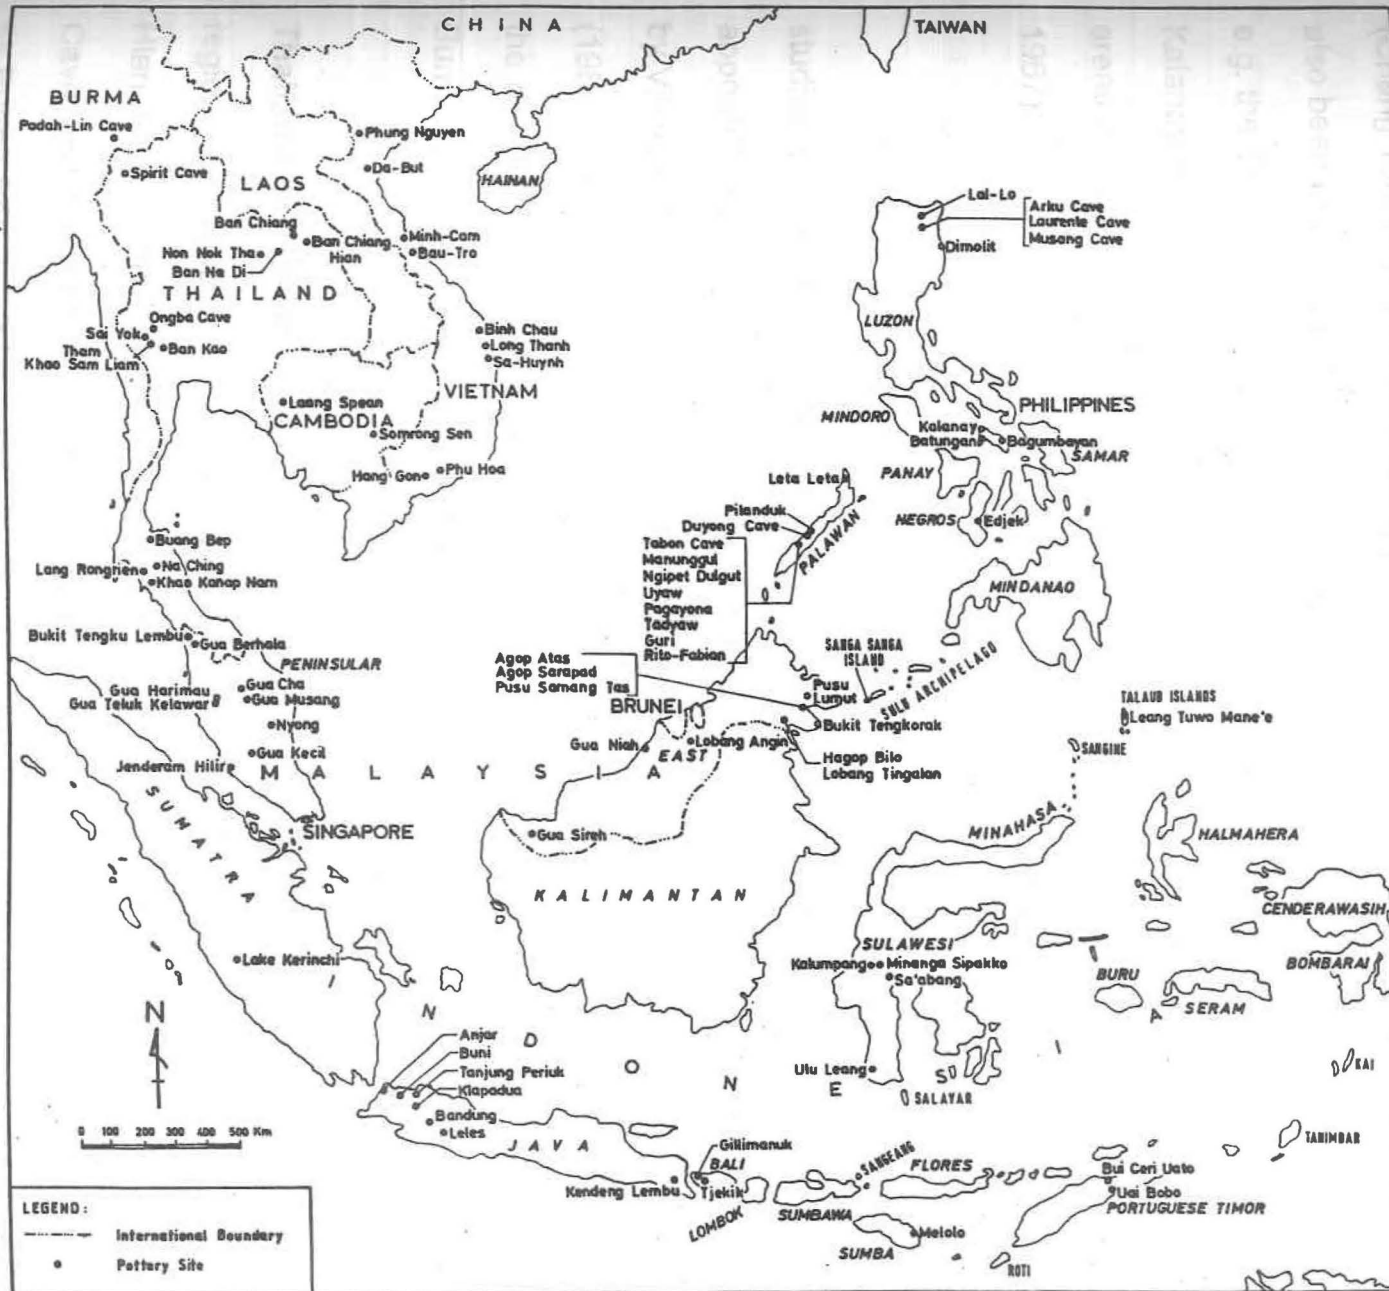 CHINA
TAIWAN
BURMA
Padah-Lin Cave
Phung Nguyen
Spirit Cave
Da-But
HAINAN
LAOS
Lal-Lo
Arku Cave
Laurente Cave
Musang Cave
Dimolit
Ban Chiang
Ban Chiang
Hian
Minh-Cam
Bau-Tro
Non Nok Tha
Ban Na Di
THAILAND
Ongba Cave
Sai Yok
Tham
Khao Sam Liam
Ban Kao
Binh Chau
Long Thanh
Sa-Huynh
LUZON
VIETNAM
Laang Spean
CAMBODIA
Somrong Sen
Hang Gon
Phu Hoa
MINDORO
PHILIPPINES
Kalanay
Batungan
Bagumbayan
SAMAR
PANAY
Leta Leta
NEGROS
Edjek
Pilanduk
Duyong Cave
PALAWAN
Tabon Cave
Manunggul
Ngipet Dulgut
Uyaw
Pagayona
Tadyaw
Guri
Rito-Fabian
MINDANAO
Buang Bep
Lang Rongrien
Na Ching
Khao Kanap Nam
Bukit Tengku Lembu
Gua Berhala
PENINSULAR
SANGA SANGA
ISLAND
SULU ARCHIPELAGO
Agop Atas
Agop Sarapad
Pusu Samang Tas
Pusu
Lumut
Gua Harimau
Gua Teluk Kelawar
Gua Cha
Gua Musang
Nyong
BRUNEI
Bukit Tengkorak
TALAUB ISLANDS
Leang Tuwo Mane'e
Gua Niah
Lobang Angin
EAST
SANGINE
Gua Kecil
Jenderam Hilir
MALAYSIA
Hagop Bilo
Lobang Tingalan
SUMATRA
SINGAPORE
Gua Sireh
MINAHASA
HALMAHERA
KALIMANTAN
CENDERAWASIH
SULAWESI
Lake Kerinchi
Kalumpang
Minanga Sipakko
Sa'abang
BURU
BOMBARAI
SERAM
INDONESIA
N
Anjar
Buni
Tanjung Periuk
Klapadua
Bandung
Leles
Ulu Leang
SALAYAR
KAI
0 100 200 300 400 500 Km
JAVA
TANIMBAR
Gillimanuk
BALI
Kendeng Lembu
Tjekik
LOMBOK
SANGEANG
FLORES
SUMBAWA
Bui Ceri Uato
Uai Bobo
PORTUGUESE TIMOR
Melolo
SUMBA
ROTI
LEGEND:
International Boundary
Pottery Site